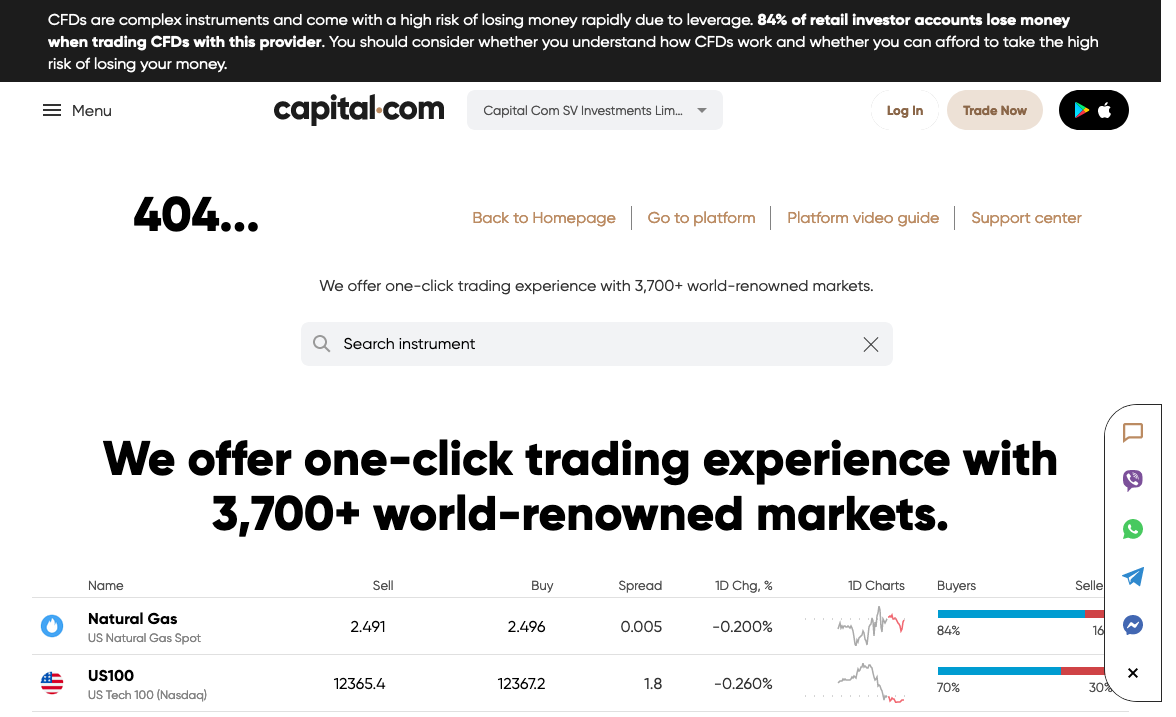 CFDs are complex instruments and come with a high risk of losing money rapidly due to leverage. 84% of retail investor accounts lose money
when trading CFDs with this provider. You should consider whether you understand how CFDs work and whether you can afford to take the high
risk of losing your money.
Menu
capital.com
Capital Com SV Investments Lim...
Log In
Trade Now
404...
Back to Homepage
Go to platform
Platform video guide
Support center
We offer one-click trading experience with 3,700+ world-renowned markets.
Search instrument
We offer one-click trading experience with
3,700+ world-renowned markets.
Name Sell Buy Spread 1D Chg, % 1D Charts Buyers
Natural Gas 2.491 2.496 0.005 -0.200%
US Natural Gas Spot 84%
US100 12365.4 12367.2 1.8 -0.260%
US Tech 100 (Nasdaq) 70% 30%